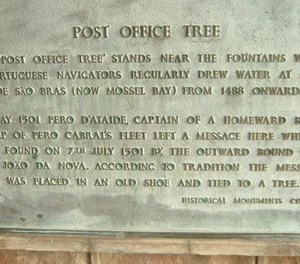 POST OFFICE TREE
POST OFFICE TREE' STANDS NEAR THE FOUNTAINS W
RTUGUESE NAVIGATORS REGULARLY DREW WATER AT
DE SÃO BRAS (NOW MOSSEL BAY) FROM 1488 ONWARD
AY 1501 PERO D'ATAIDE, CAPTAIN OF A HOMEWARD
P OF PERO CABRAL'S FLEET LEFT A MESSAGE HERE WHI
FOUND ON 7TH JULY 1501 BY THE OUTWARD BOUND
JOÃO DA NOVA. ACCORDING TO TRADITION THE MESS
WAS PLACED IN AN OLD SHOE AND TIED TO A TREE.
HISTORICAL MONUMENTS CO